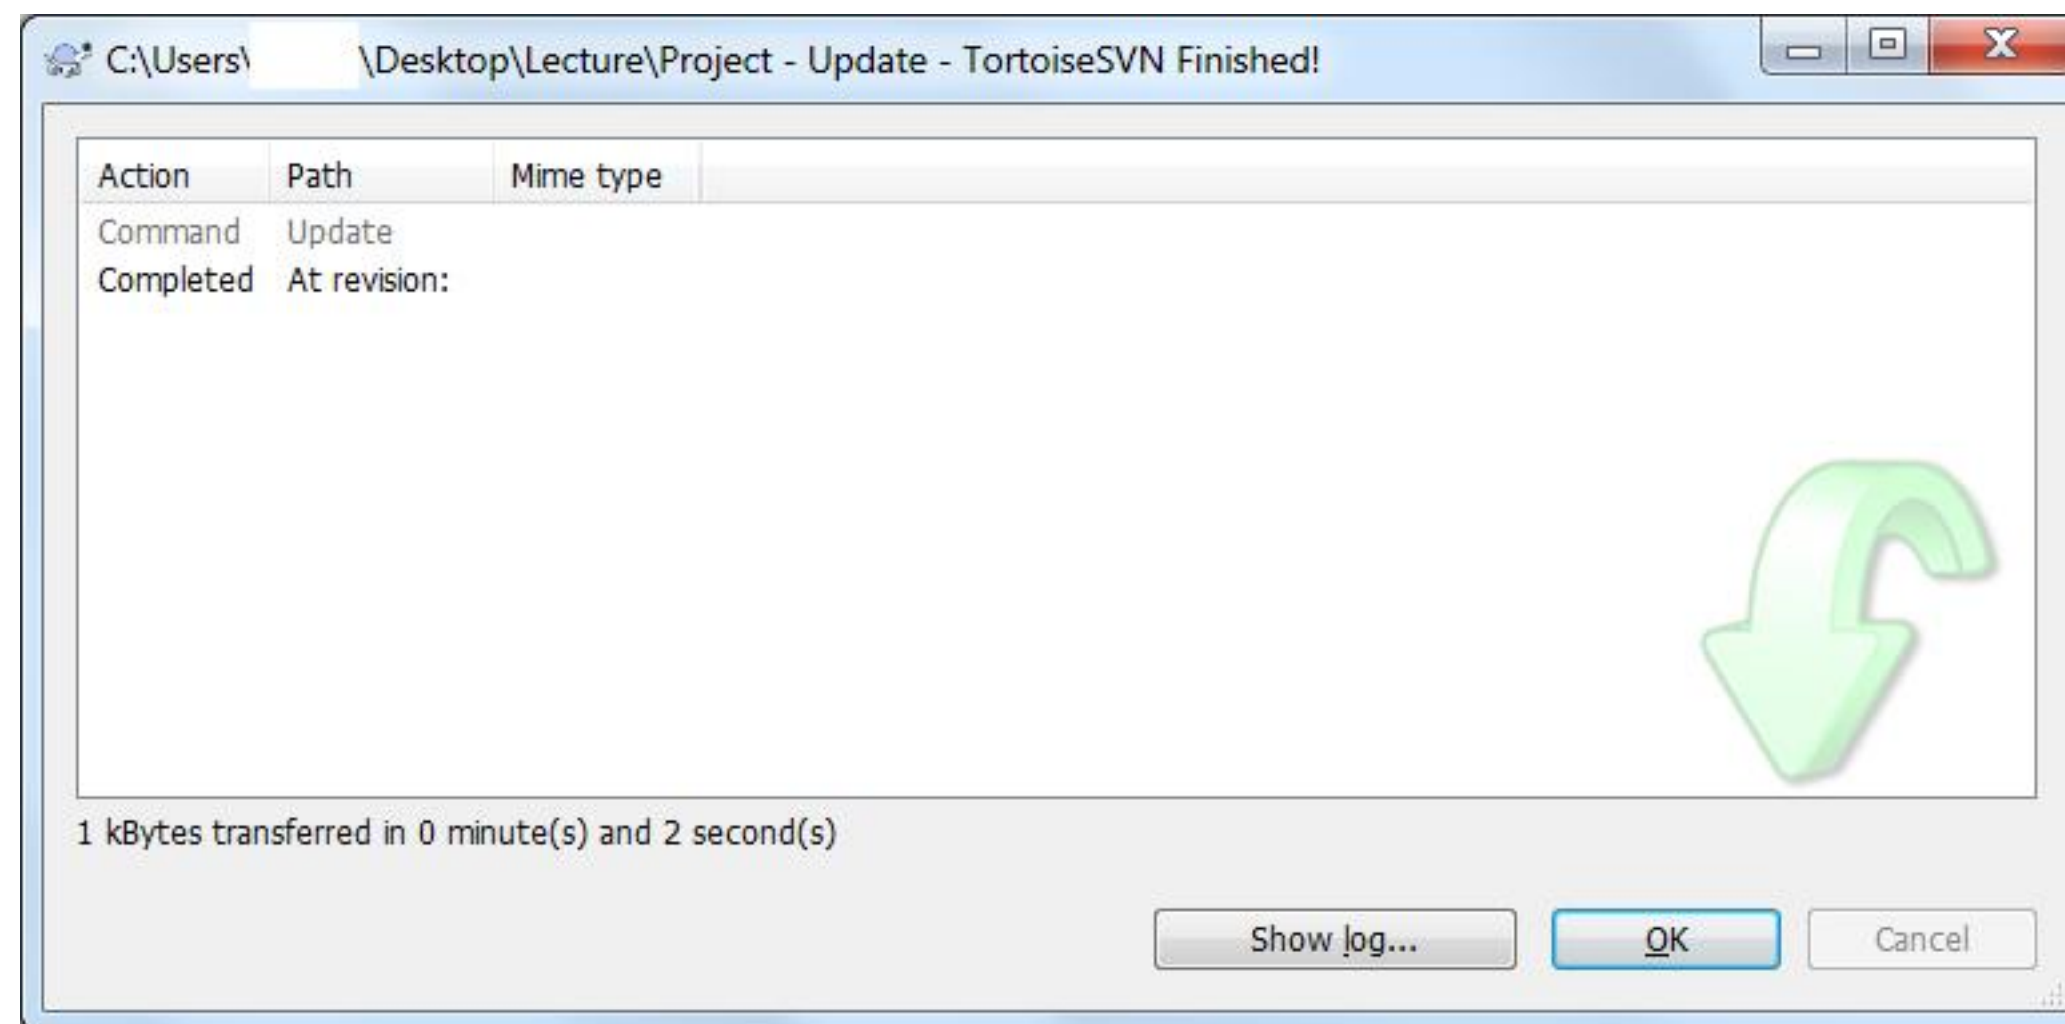 C:\Users\ \Desktop\Lecture\Project - Update - TortoiseSVN Finished!
Action Path Mime type
Command Update
Completed At revision:
1 kBytes transferred in 0 minute(s) and 2 second(s)
Show log... OK Cancel